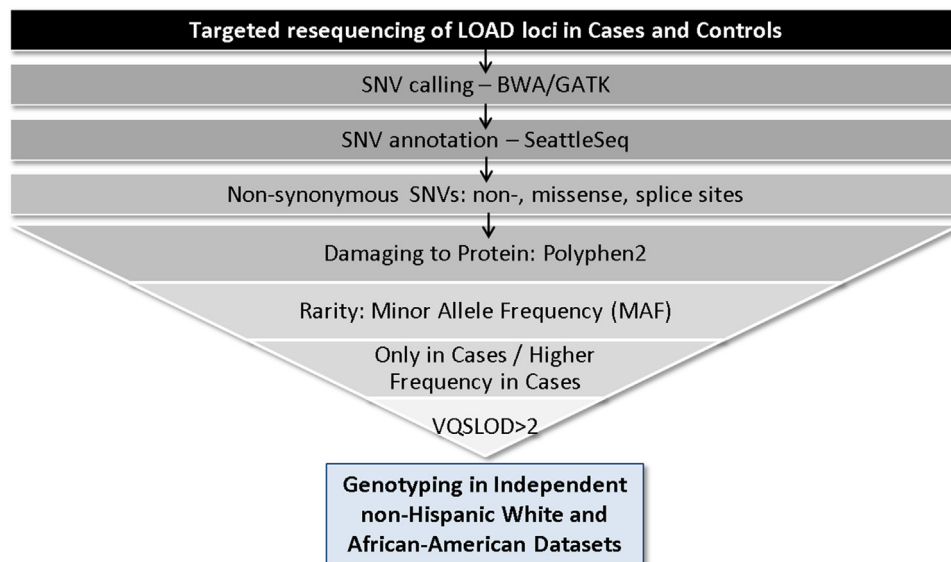 Targeted resequencing of LOAD loci in Cases and Controls
SNV calling – BWA/GATK
SNV annotation – SeattleSeq
Non-synonymous SNVs: non-, missense, splice sites
Damaging to Protein: Polyphen2
Rarity: Minor Allele Frequency (MAF)
Only in Cases / Higher
Frequency in Cases
VQSLOD>2
Genotyping in Independent
non-Hispanic White and
African-American Datasets